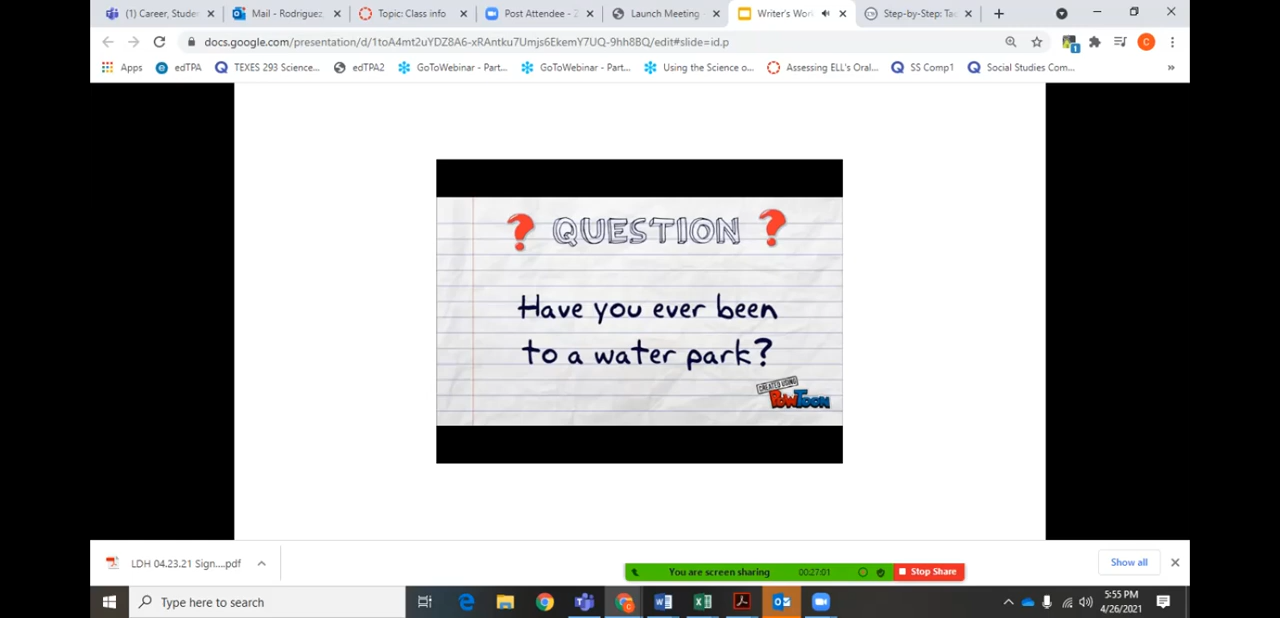 (1) Career, Stude
Mail - Rodriguez,
Topic: Class info
Post Attendee - Z
Launch Meeting
Writer's Wor
Step-by-Step: Ta
docs.google.com/presentation/d/1toA4mt2uYDZ8A6-xRAntku7Umjs6EkemY7UQ-9hh8BQ/edit#slide=id.p
1
C
Apps
edTPA
TEXES 293 Science...
edTPA2
GoToWebinar - Part...
GoToWebinar - Part...
Using the Science o...
Assessing ELL's Oral...
SS Comp1
Social Studies Com...
»
? QUESTION ?
Have you ever been
to a water park?
CREATED USING
POWTOON
LDH 04.23.21 Sign....pdf
Show all
You are screen sharing
00:27:01
Stop Share
Type here to search
5:55 PM
4/26/2021